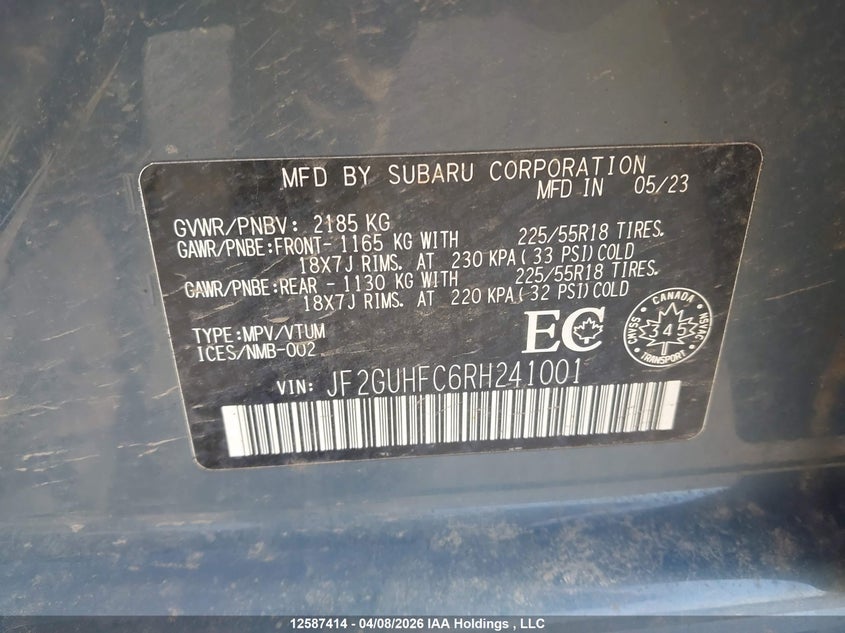 MFD BY SUBARU CORPORATION
MFD IN 05/23
GVWR/PNBV: 2185 KG
GAWR/PNBE:FRONT- 1165 KG WITH 225/55R18 TIRES.
18X7J RIMS. AT 230 KPA( 33 PSI) COLD
GAWR/PNBE:REAR - 1130 KG WITH 225/55R18 TIRES.
18X7J RIMS. AT 220 KPA( 32 PSI) COLD
TYPE:MPV/VTUM
ICES/NMB-002
EC
CANADA
NSVAC
345
CMVSS
TRANSPORT
VIN: JF2GUHFC6RH241001
12587414 - 04/08/2026 IAA Holdings , LLC